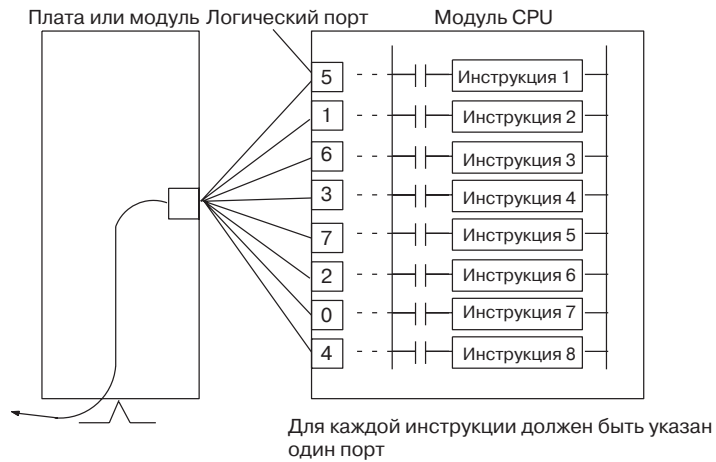 Плата или модуль Логический порт Модуль CPU
5 Инструкция 1
1 Инструкция 2
6 Инструкция 3
3 Инструкция 4
7 Инструкция 5
2 Инструкция 6
0 Инструкция 7
4 Инструкция 8
Для каждой инструкции должен быть указан
один порт